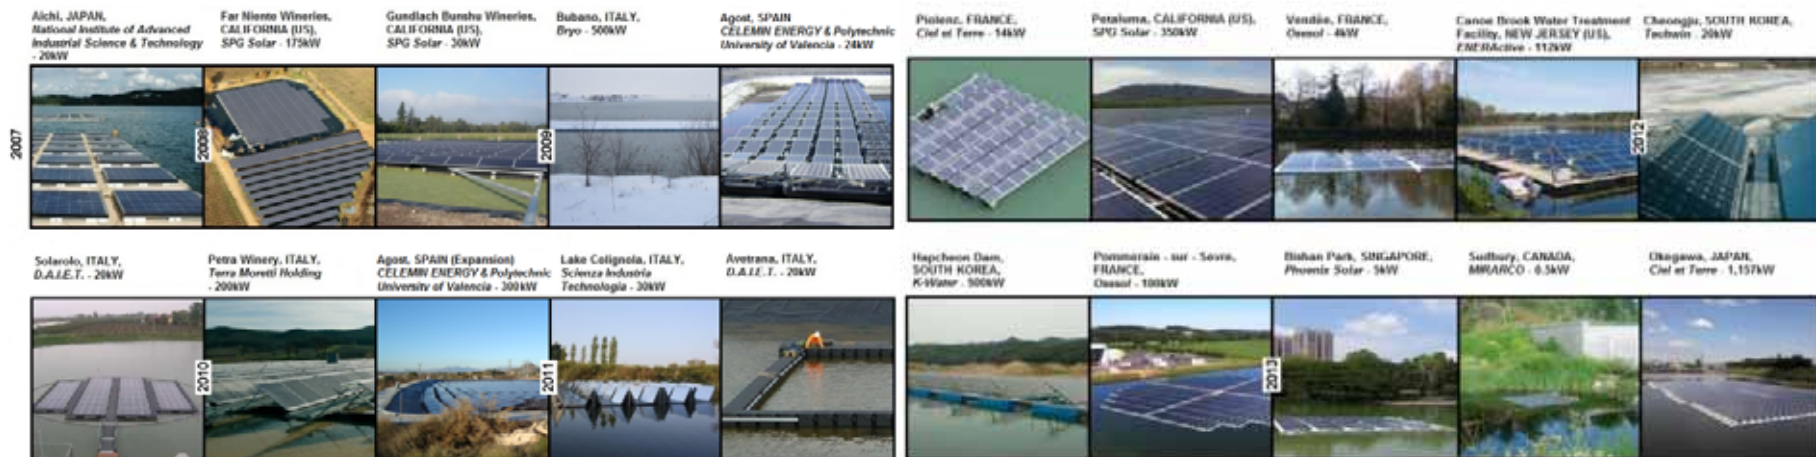 Aichi, JAPAN,
National Institute of Advanced
Industrial Science & Technology
- 20kW
Far Niente Wineries,
CALIFORNIA (US),
SPG Solar - 175kW
Gundlach Bunshu Wineries,
CALIFORNIA (US),
SPG Solar - 30kW
Bubano, ITALY,
Bryo - 500kW
Agost, SPAIN
CELEMIN ENERGY & Polytechnic
University of Valencia - 24kW
Piolenc, FRANCE,
Ciel et Terre - 14kW
Petaluma, CALIFORNIA (US),
SPG Solar - 350kW
Vendée, FRANCE,
Osesol - 4kW
Canoe Brook Water Treatment
Facility, NEW JERSEY (US),
ENERActive - 112kW
Cheongju, SOUTH KOREA,
Techwin - 20kW
2007
2008
2009
2012
Solarolo, ITALY,
D.A.I.E.T. - 20kW
Petra Winery, ITALY,
Terra Moretti Holding
- 200kW
Agost, SPAIN (Expansion)
CELEMIN ENERGY & Polytechnic
University of Valencia - 300kW
Lake Colignola, ITALY,
Scienza Industria
Technologia - 30kW
Avetrana, ITALY,
D.A.I.E.T. - 20kW
Hapcheon Dam,
SOUTH KOREA,
K-Water - 500kW
Pommeraie - sur - Sevre,
FRANCE,
Osesol - 100kW
Bishan Park, SINGAPORE,
Phoenix Solar - 5kW
Sudbury, CANADA,
MIRARCO - 0.5kW
Okegawa, JAPAN,
Ciel et Terre - 1,157kW
2010
2011
2013